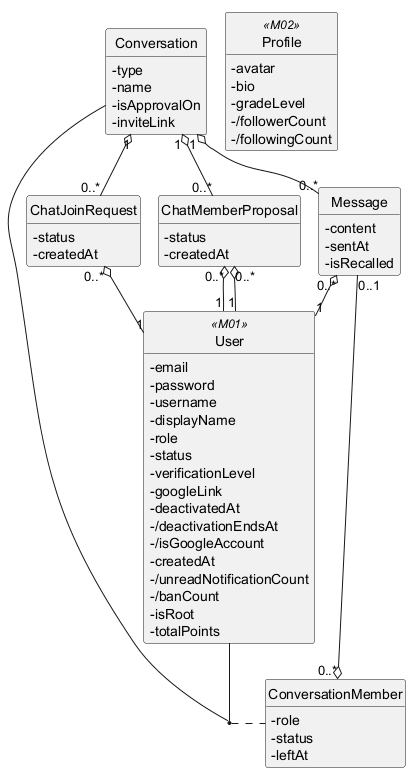 Conversation
-type
-name
-isApprovalOn
-inviteLink
«M02»
Profile
-avatar
-bio
-gradeLevel
-/followerCount
-/followingCount
1
1
1
0..*
0..*
0..*
ChatJoinRequest
-status
-createdAt
ChatMemberProposal
-status
-createdAt
Message
-content
-sentAt
-isRecalled
0..*
0..*
0..*
0..*
0..1
1
1
1
1
«M01»
User
-email
-password
-username
-displayName
-role
-status
-verificationLevel
-googleLink
-deactivatedAt
-/deactivationEndsAt
-/isGoogleAccount
-createdAt
-/unreadNotificationCount
-/banCount
-isRoot
-totalPoints
0..*
ConversationMember
-role
-status
-leftAt